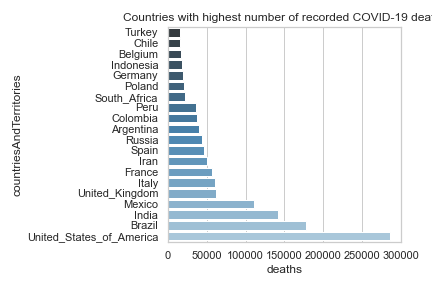 Countries with highest number of recorded COVID-19 dea
countriesAndTerritories
Turkey
Chile
Belgium
Indonesia
Germany
Poland
South_Africa
Peru
Colombia
Argentina
Russia
Spain
Iran
France
Italy
United_Kingdom
Mexico
India
Brazil
United_States_of_America
0 50000 100000 150000 200000 250000 300000
deaths